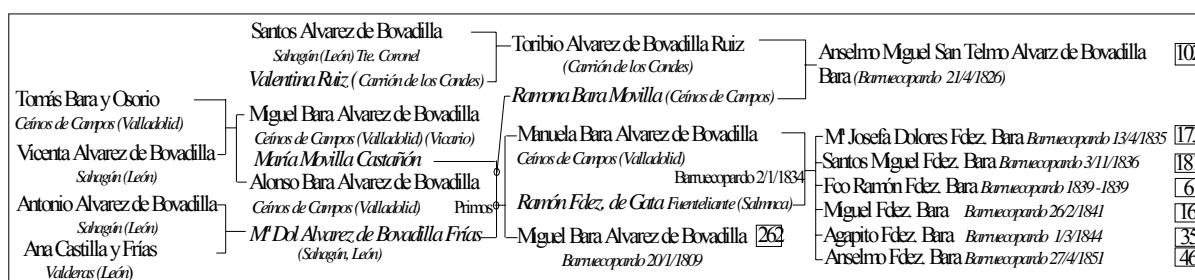 Santos Alvarez de Bovadilla
Sahagún (León) Tte. Coronel
Valentina Ruiz ( Carrión de los Condes)
Toribio Alvarez de Bovadilla Ruiz
(Carrión de los Condes)
Ramona Bara Movilla (Ceínos de Campos)
Anselmo Miguel San Telmo Alvarz de Bovadilla
Bara (Barruecopardo 21/4/1826)
Tomás Bara y Osorio
Ceínos de Campos (Valladolid)
Vicenta Alvarez de Bovadilla
Sahagún (León)
Antonio Alvarez de Bovadilla
Sahagún (León)
Ana Castilla y Frías
Valderas (León)
Miguel Bara Alvarez de Bovadilla
Ceínos de Campos (Valladolid) (Vicario)
María Movilla Castañón
Alonso Bara Alvarez de Bovadilla
Ceínos de Campos (Valladolid)
Primos
Mª Dol Alvarez de Bovadilla Frías
(Sahagún, León)
Manuela Bara Alvarez de Bovadilla
Ceínos de Campos (Valladolid)
Barruecopardo 2/1/1834
Ramón Fdez. de Gata Fuenteliante (Salmnca)
Miguel Bara Alvarez de Bovadilla 262
Barruecopardo 20/1/1809
Mª Josefa Dolores Fdez. Bara Barruecopardo 13/4/1835
Santos Miguel Fdez. Bara Barruecopardo 3/11/1836
Fco Ramón Fdez. Bara Barruecopardo 1839 -1839
Miguel Fdez. Bara Barruecopardo 26/2/1841
Agapito Fdez. Bara Barruecopardo 1/3/1844
Anselmo Fdez. Bara Barruecopardo 27/4/1851